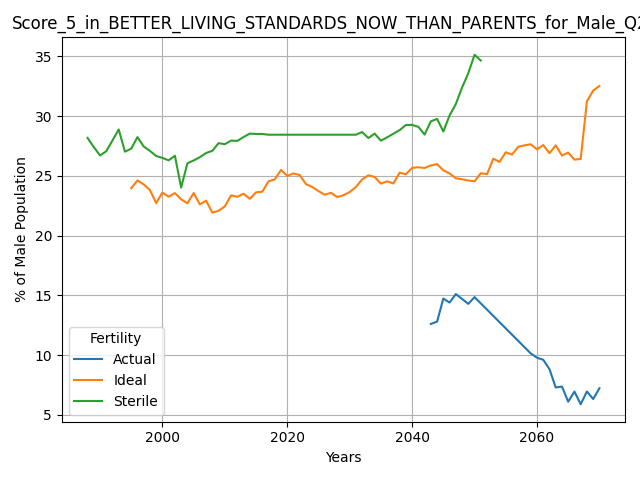 Score_5_in_BETTER_LIVING_STANDARDS_NOW_THAN_PARENTS_for_Male_Q2
35
30
25
20
15
10
5
% of Male Population
Fertility
Actual
Ideal
Sterile
2000 2020 2040 2060
Years